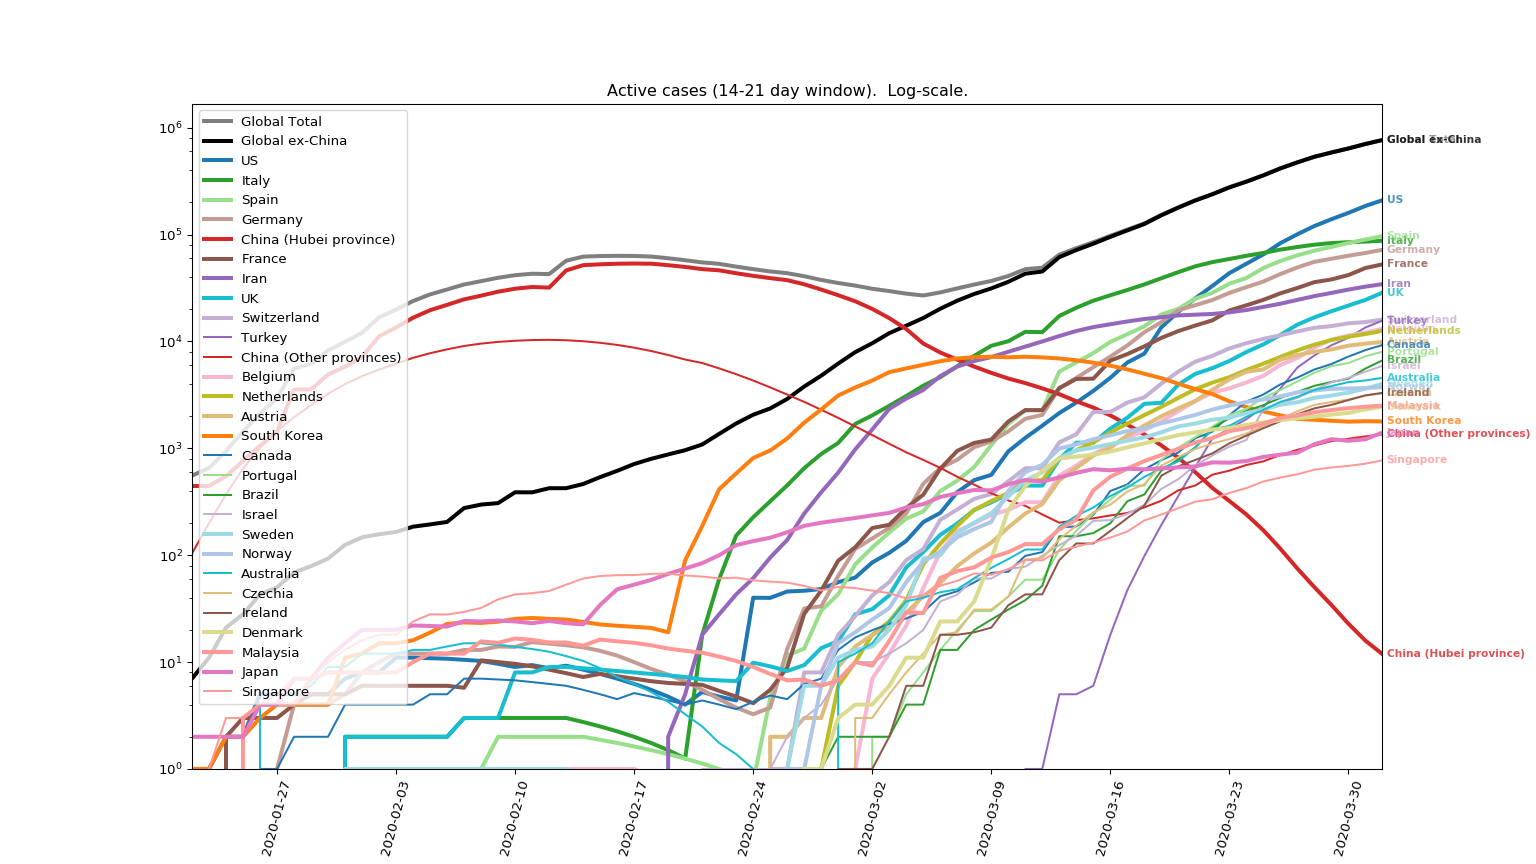 Active cases (14-21 day window).  Log-scale.
10^6
10^5
10^4
10^3
10^2
10^1
10^0
Global Total
Global ex-China
US
Italy
Spain
Germany
China (Hubei province)
France
Iran
UK
Switzerland
Turkey
China (Other provinces)
Belgium
Netherlands
Austria
South Korea
Canada
Portugal
Brazil
Israel
Sweden
Norway
Australia
Czechia
Ireland
Denmark
Malaysia
Japan
Singapore
Global ex-China
US
Spain
Italy
Germany
France
Iran
UK
Switzerland
Turkey
Netherlands
Austria
Canada
Portugal
Brazil
Israel
Australia
Ireland
Malaysia
South Korea
China (Other provinces)
Singapore
China (Hubei province)
2020-01-27
2020-02-03
2020-02-10
2020-02-17
2020-02-24
2020-03-02
2020-03-09
2020-03-16
2020-03-23
2020-03-30